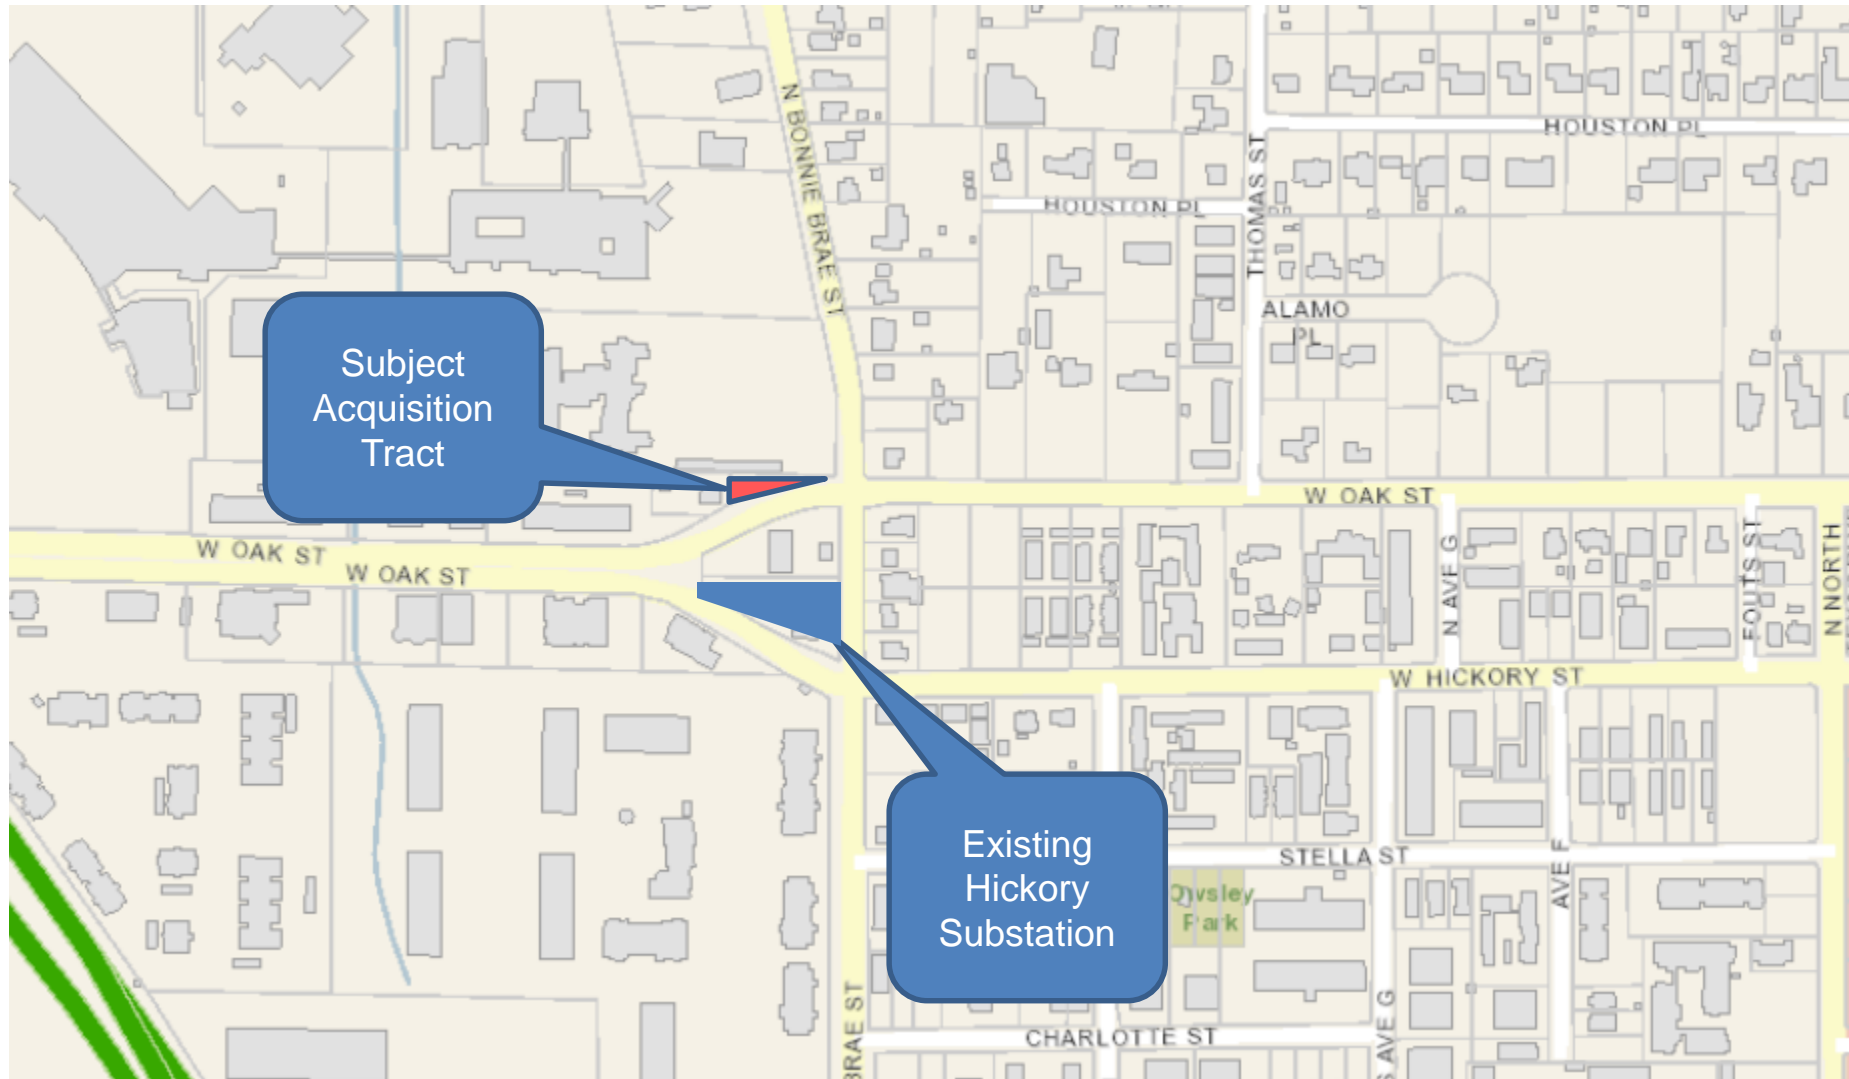 HOUSTON PL
N BONNIE BRAE ST
THOMAS ST
HOUSTON PL
ALAMO
PL
Subject
Acquisition
Tract
W OAK ST
W OAK ST
W OAK ST
N AVE G
FOUTS ST
N NORTH
W HICKORY ST
Existing
Hickory
Substation
STELLA ST
AVE F
Owsley
Park
BRAE ST
CHARLOTTE ST
S AVE G